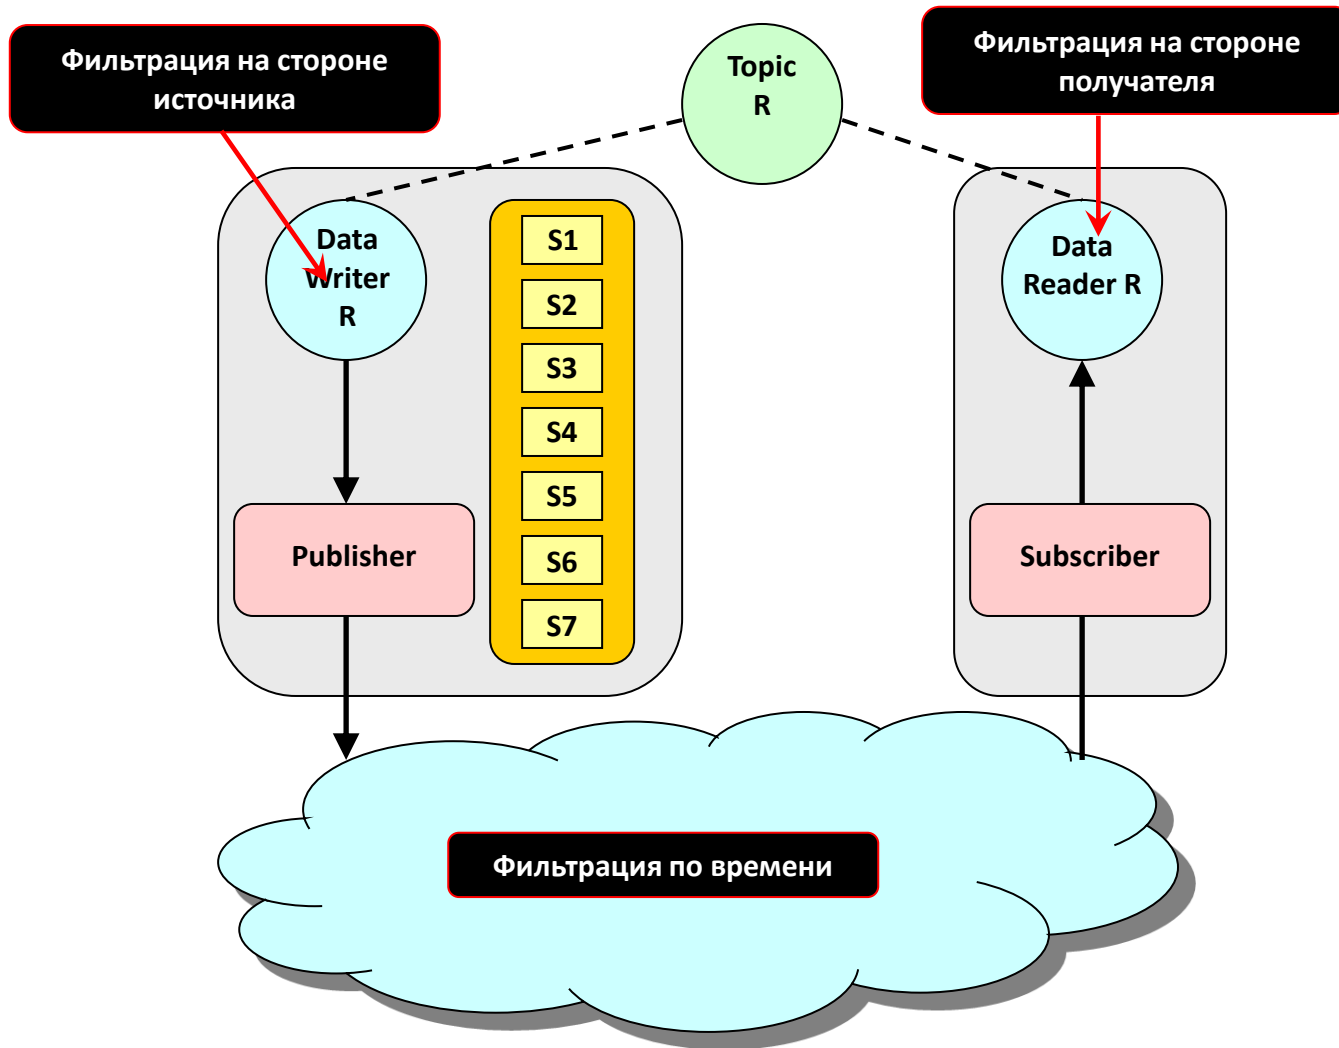 Фильтрация на стороне
источника
Topic
R
Фильтрация на стороне
получателя
Data
Writer
R
S1
S2
S3
S4
S5
S6
S7
Data
Reader R
Publisher
Subscriber
Фильтрация по времени